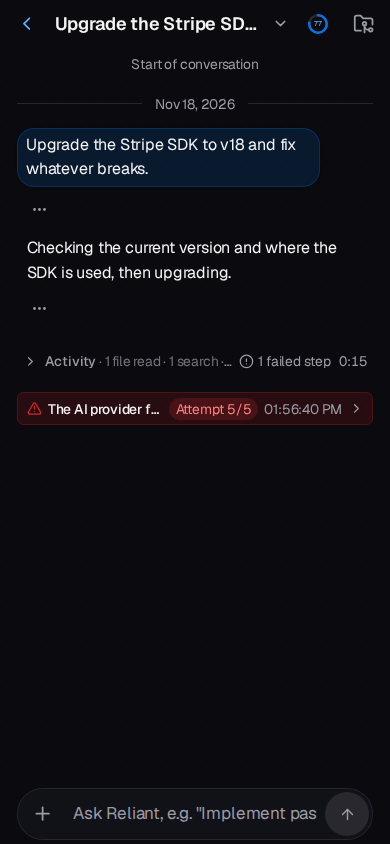 Upgrade the Stripe SD...
77
Start of conversation
Nov 18, 2026
Upgrade the Stripe SDK to v18 and fix
whatever breaks.
...
Checking the current version and where the
SDK is used, then upgrading.
...
Activity · 1 file read · 1 search ·... 1 failed step 0:15
The AI provider f... Attempt 5/5 01:56:40 PM
Ask Reliant, e.g. "Implement pas